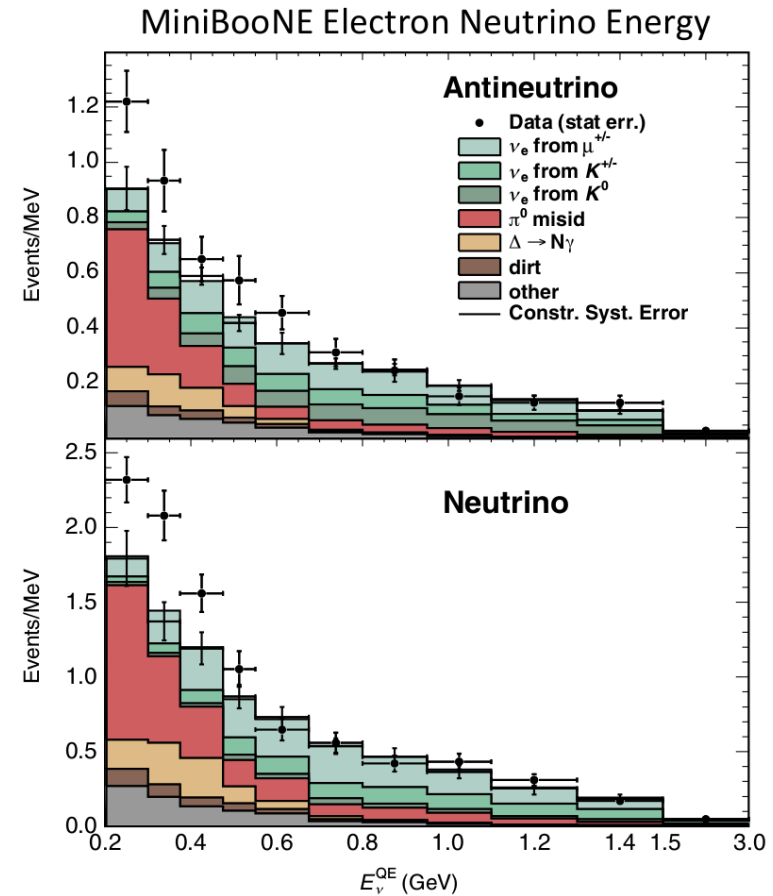 MiniBooNE Electron Neutrino Energy
Antineutrino
Data (stat err.)
νe from μ+/-
νe from K+/-
νe from K0
π0 misid
Δ → Nγ
dirt
other
Constr. Syst. Error
Events/MeV
1.2
1.0
0.8
0.6
0.4
0.2
Neutrino
Events/MeV
2.5
2.0
1.5
1.0
0.5
0.0
0.2 0.4 0.6 0.8 1.0 1.2 1.4 1.5 3.0
EνQE (GeV)